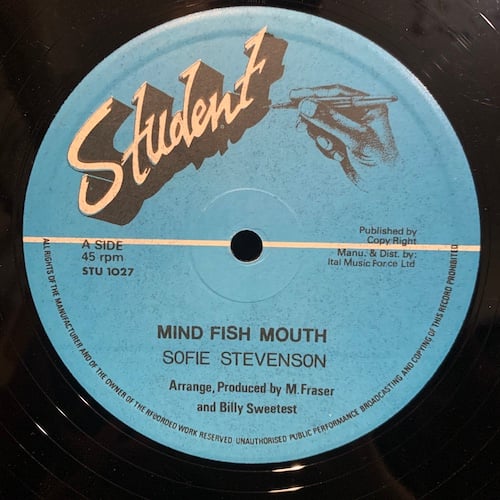 Student
A SIDE
45 rpm
STU 1027
Published by
Copy Right
Manu. & Dist. by:
Ital Music Force Ltd
MIND FISH MOUTH
SOFIE STEVENSON
Arrange, Produced by M. Fraser
and Billy Sweetest
ALL RIGHTS OF THE MANUFACTURER AND OF THE OWNER OF THE RECORDED WORK RESERVED. UNAUTHORISED PUBLIC PERFORMANCE BROADCASTING AND COPYING OF THIS RECORD PROHIBITED